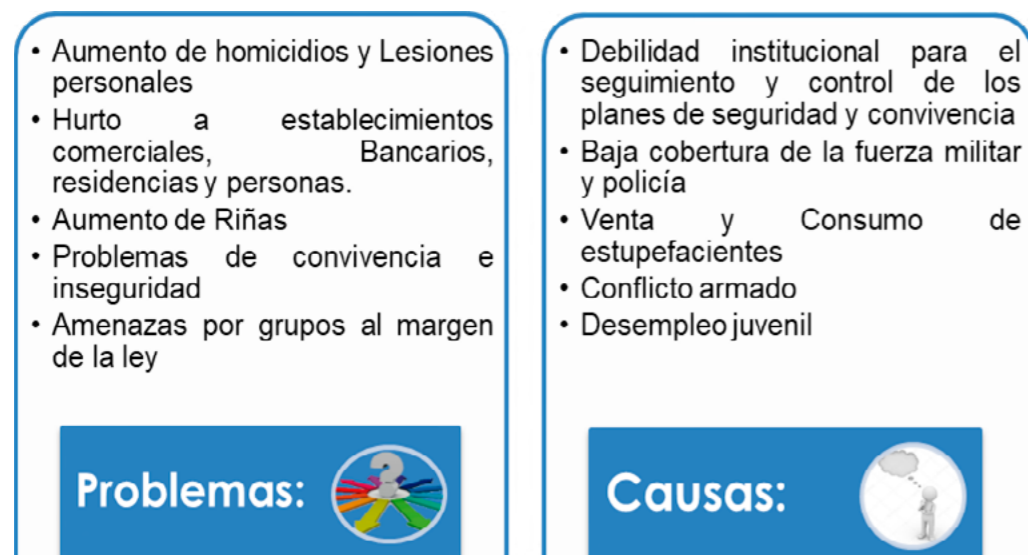 • Aumento de homicidios y Lesiones
personales
• Hurto a establecimientos
comerciales, Bancarios,
residencias y personas.
• Aumento de Riñas
• Problemas de convivencia e
inseguridad
• Amenazas por grupos al margen
de la ley
Problemas:
• Debilidad institucional para el
seguimiento y control de los
planes de seguridad y convivencia
• Baja cobertura de la fuerza militar
y policía
• Venta y Consumo de
estupefacientes
• Conflicto armado
• Desempleo juvenil
Causas: